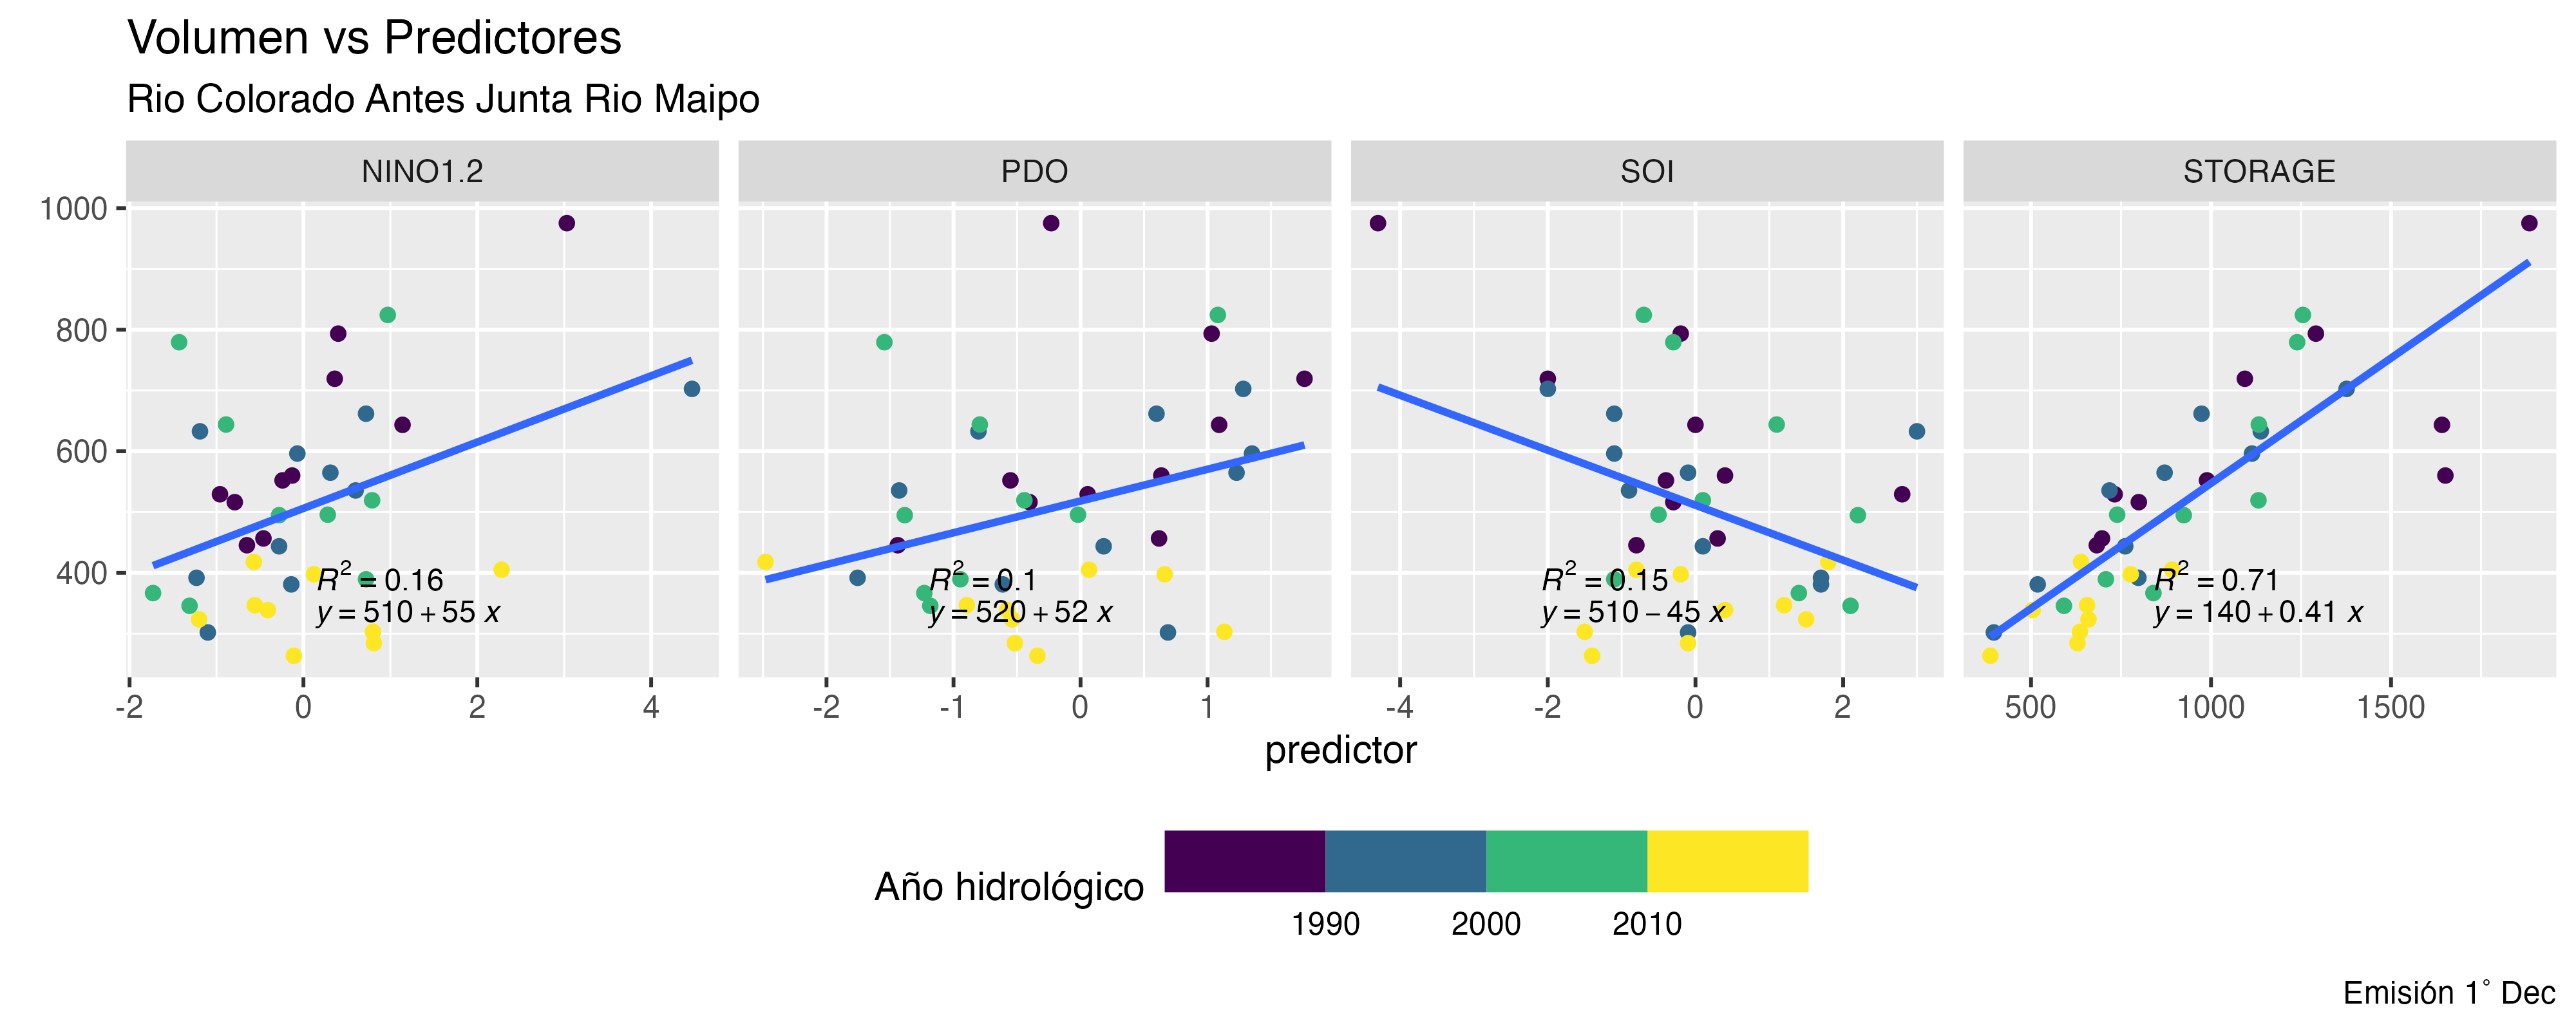 Volumen vs Predictores
Rio Colorado Antes Junta Rio Maipo
NINO1.2 PDO SOI STORAGE
1000
800
600
400
R² = 0.16
y = 510 + 55 x
R² = 0.1
y = 520 + 52 x
R² = 0.15
y = 510 − 45 x
R² = 0.71
y = 140 + 0.41 x
-2 0 2 4 -2 -1 0 1 -4 -2 0 2 500 1000 1500
predictor
Año hidrológico
1990 2000 2010
Emisión 1° Dec